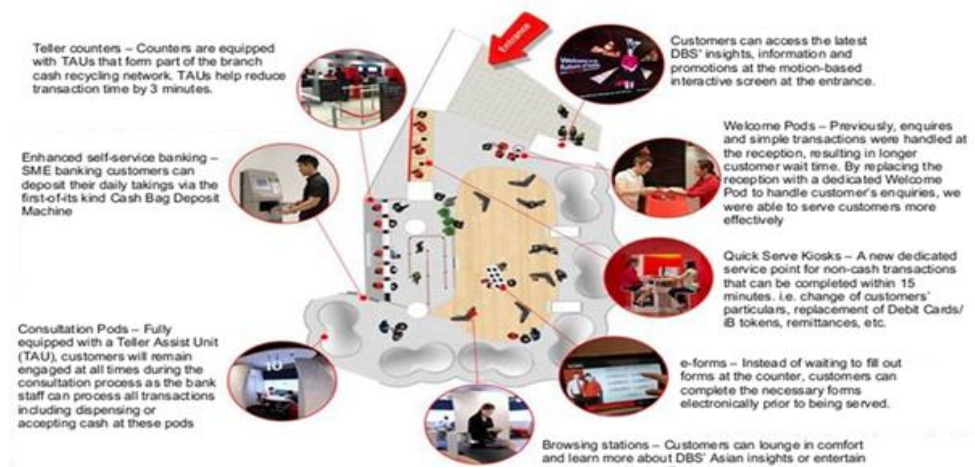 Entrance
Teller counters – Counters are equipped
with TAUs that form part of the branch
cash recycling network. TAUs help reduce
transaction time by 3 minutes.
Customers can access the latest
DBS' insights, information and
promotions at the motion-based
interactive screen at the entrance.
Enhanced self-service banking –
SME banking customers can
deposit their daily takings via the
first-of-its kind Cash Bag Deposit
Machine
Welcome Pods – Previously, enquires
and simple transactions were handled at
the reception, resulting in longer
customer wait time. By replacing the
reception with a dedicated Welcome
Pod to handle customer's enquiries, we
were able to serve customers more
effectively
Quick Serve Kiosks – A new dedicated
service point for non-cash transactions
that can be completed within 15
minutes. i.e. change of customers'
particulars, replacement of Debit Cards/
iB tokens, remittances, etc.
Consultation Pods – Fully
equipped with a Teller Assist Unit
(TAU), customers will remain
engaged at all times during the
consultation process as the bank
staff can process all transactions
including dispensing or
accepting cash at these pods
e-forms – Instead of waiting to fill out
forms at the counter, customers can
complete the necessary forms
electronically prior to being served.
Browsing stations – Customers can lounge in comfort
and learn more about DBS' Asian insights or entertain